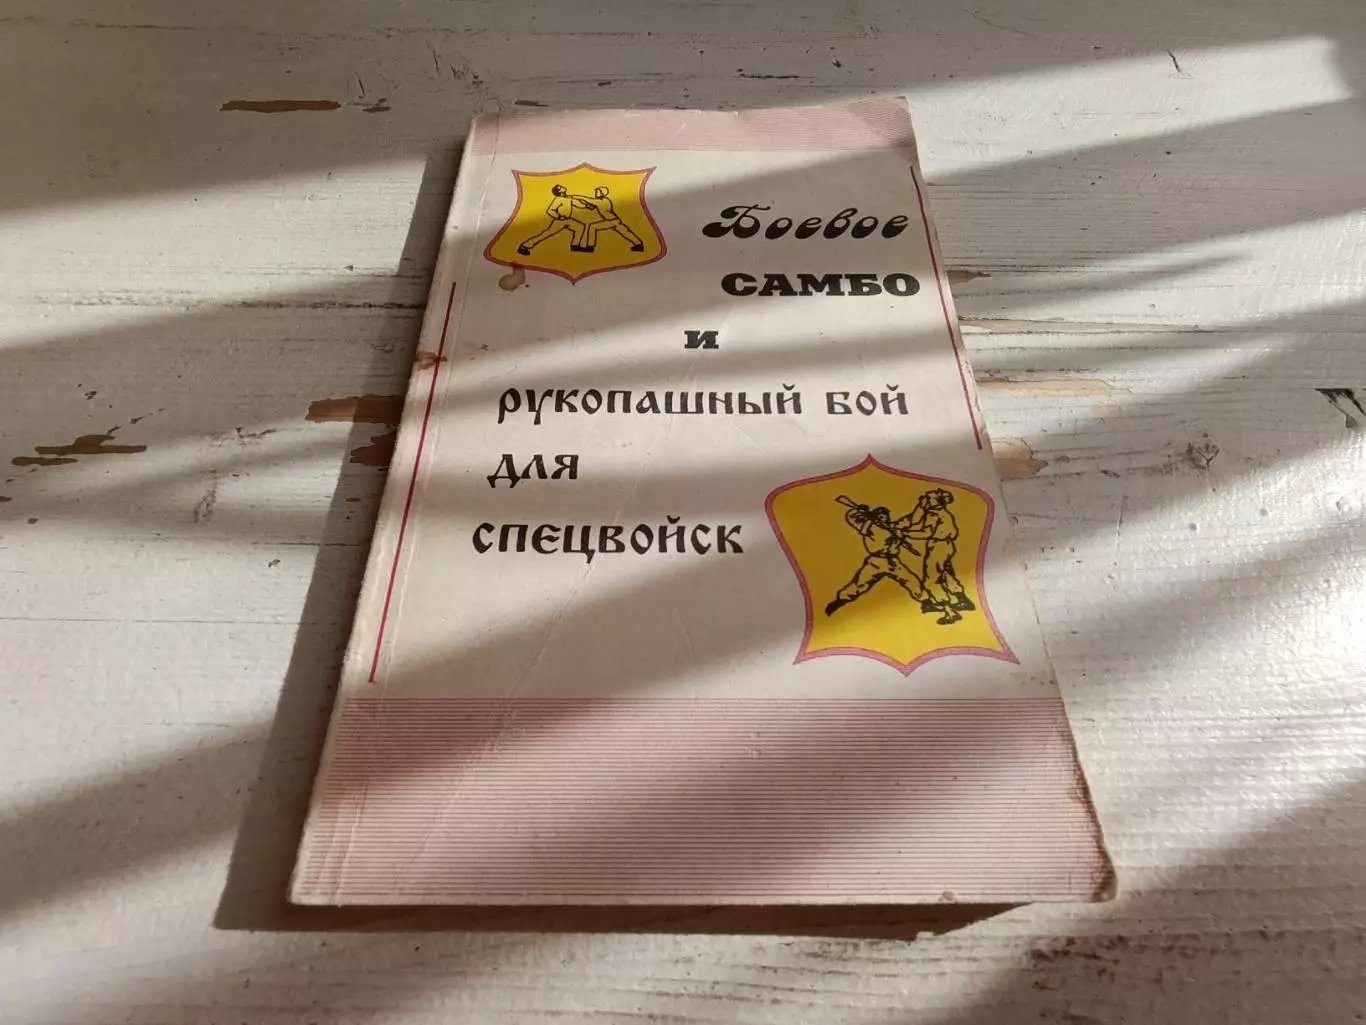 Боевое
САМБО
и
РУКОПАШНЫЙ БОЙ
ДЛЯ
СПЕЦВОЙСК